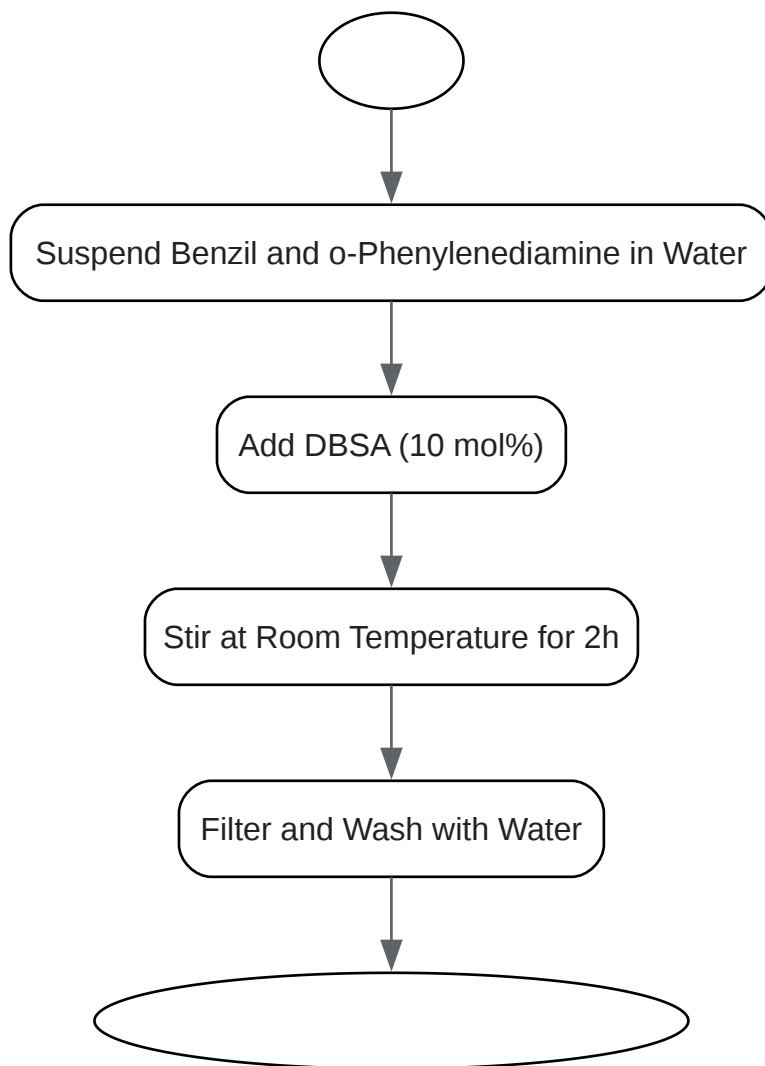 Suspend Benzil and o-Phenylenediamine in Water
Add DBSA (10 mol%)
Stir at Room Temperature for 2h
Filter and Wash with Water